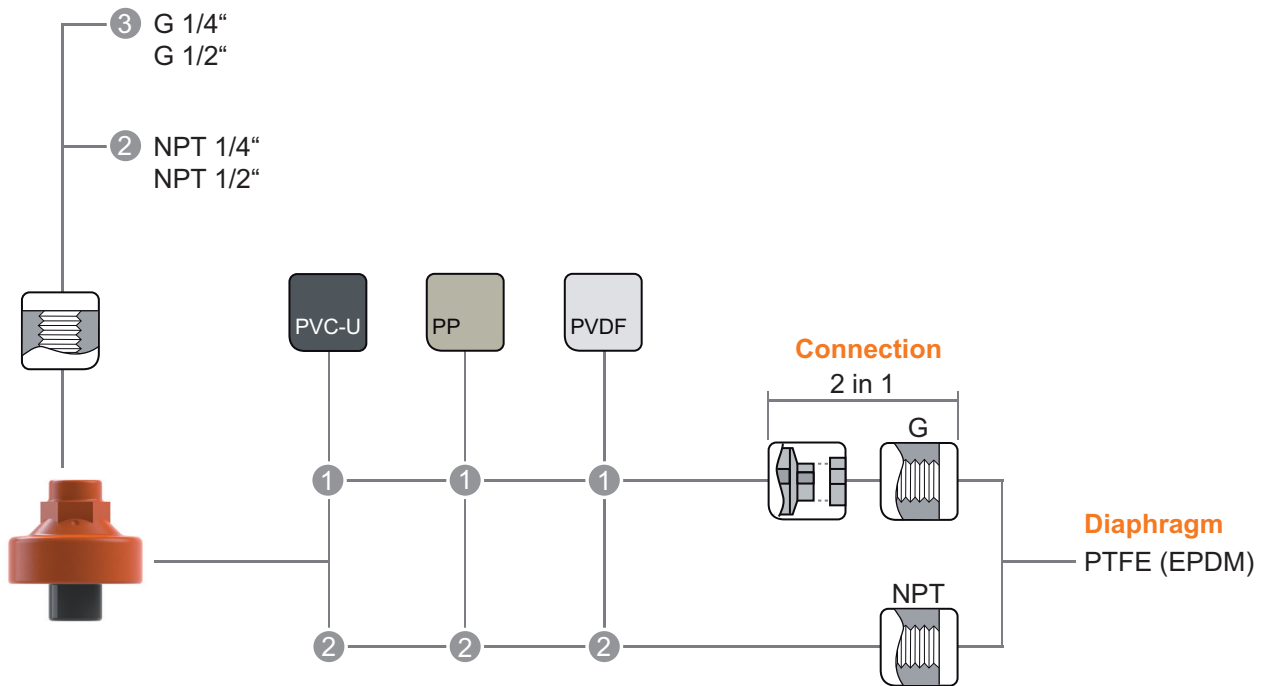 3 G 1/4“
G 1/2“
2 NPT 1/4“
NPT 1/2“
PVC-U PP PVDF
Connection
2 in 1
G
1 1 1
Diaphragm
PTFE (EPDM)
NPT
2 2 2